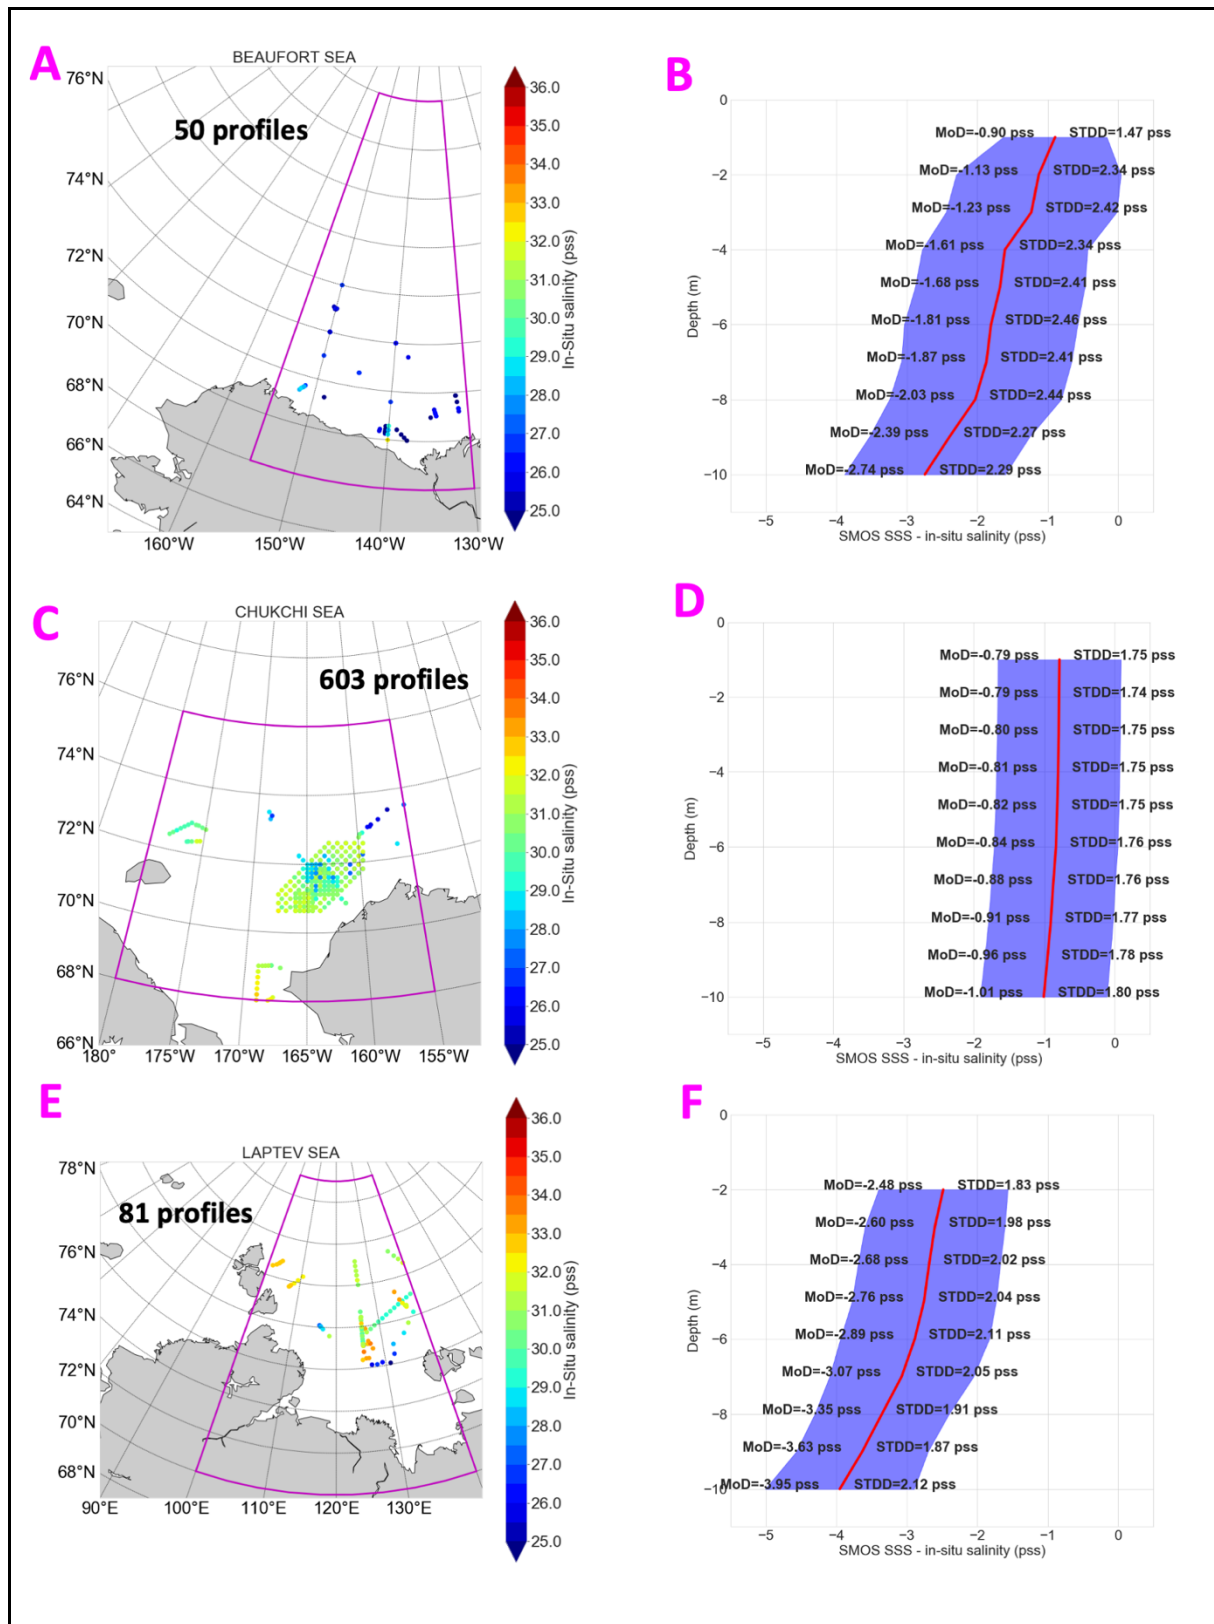 A
BEAUFORT SEA
50 profiles
76°N
74°N
72°N
70°N
68°N
66°N
64°N
160°W 150°W 140°W 130°W
36.0
35.0
34.0
33.0
32.0
31.0
30.0
29.0
28.0
27.0
26.0
25.0
In-Situ salinity (pss)
B
0
−2
−4
−6
−8
−10
Depth (m)
MoD=-0.90 pss STDD=1.47 pss
MoD=-1.13 pss STDD=2.34 pss
MoD=-1.23 pss STDD=2.42 pss
MoD=-1.61 pss STDD=2.34 pss
MoD=-1.68 pss STDD=2.41 pss
MoD=-1.81 pss STDD=2.46 pss
MoD=-1.87 pss STDD=2.41 pss
MoD=-2.03 pss STDD=2.44 pss
MoD=-2.39 pss STDD=2.27 pss
MoD=-2.74 pss STDD=2.29 pss
−5 −4 −3 −2 −1 0
SMOS SSS - in-situ salinity (pss)
C
CHUKCHI SEA
603 profiles
76°N
74°N
72°N
70°N
68°N
66°N
180° 175°W 170°W 165°W 160°W 155°W
36.0
35.0
34.0
33.0
32.0
31.0
30.0
29.0
28.0
27.0
26.0
25.0
In-Situ salinity (pss)
D
0
−2
−4
−6
−8
−10
Depth (m)
MoD=-0.79 pss STDD=1.75 pss
MoD=-0.79 pss STDD=1.74 pss
MoD=-0.80 pss STDD=1.75 pss
MoD=-0.81 pss STDD=1.75 pss
MoD=-0.82 pss STDD=1.75 pss
MoD=-0.84 pss STDD=1.76 pss
MoD=-0.88 pss STDD=1.76 pss
MoD=-0.91 pss STDD=1.77 pss
MoD=-0.96 pss STDD=1.78 pss
MoD=-1.01 pss STDD=1.80 pss
−5 −4 −3 −2 −1 0
SMOS SSS - in-situ salinity (pss)
E
LAPTEV SEA
81 profiles
78°N
76°N
74°N
72°N
70°N
68°N
90°E 100°E 110°E 120°E 130°E
36.0
35.0
34.0
33.0
32.0
31.0
30.0
29.0
28.0
27.0
26.0
25.0
In-Situ salinity (pss)
F
0
−2
−4
−6
−8
−10
Depth (m)
MoD=-2.48 pss STDD=1.83 pss
MoD=-2.60 pss STDD=1.98 pss
MoD=-2.68 pss STDD=2.02 pss
MoD=-2.76 pss STDD=2.04 pss
MoD=-2.89 pss STDD=2.11 pss
MoD=-3.07 pss STDD=2.05 pss
MoD=-3.35 pss STDD=1.91 pss
MoD=-3.63 pss STDD=1.87 pss
MoD=-3.95 pss STDD=2.12 pss
−5 −4 −3 −2 −1 0
SMOS SSS - in-situ salinity (pss)